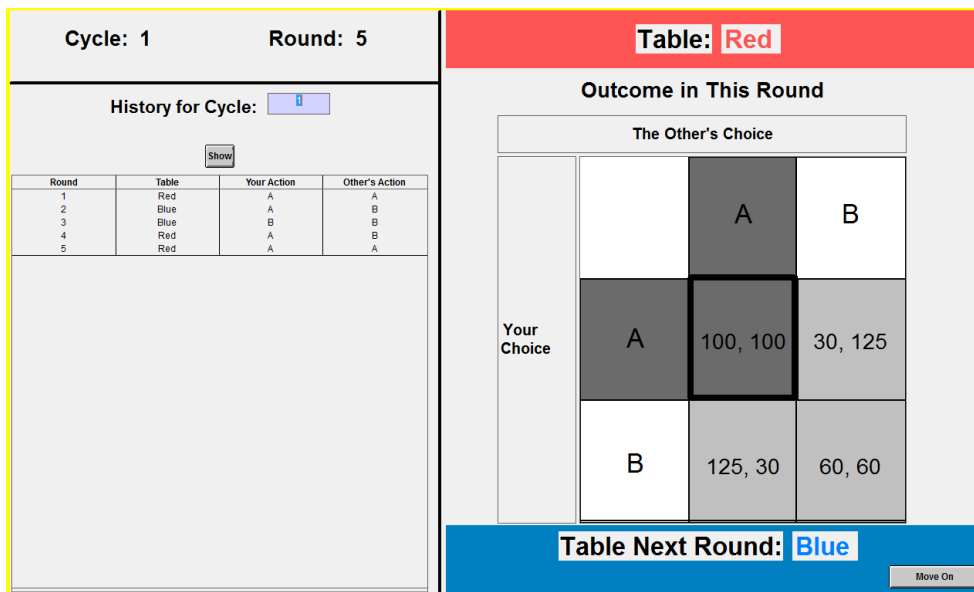 Cycle: 1 Round: 5
History for Cycle: 1
Show
Round Table Your Action Other's Action
1 Red A A
2 Blue A B
3 Blue B B
4 Red A B
5 Red A A
Table: Red
Outcome in This Round
The Other's Choice
A B
Your
Choice
A 100, 100 30, 125
B 125, 30 60, 60
Table Next Round: Blue
Move On